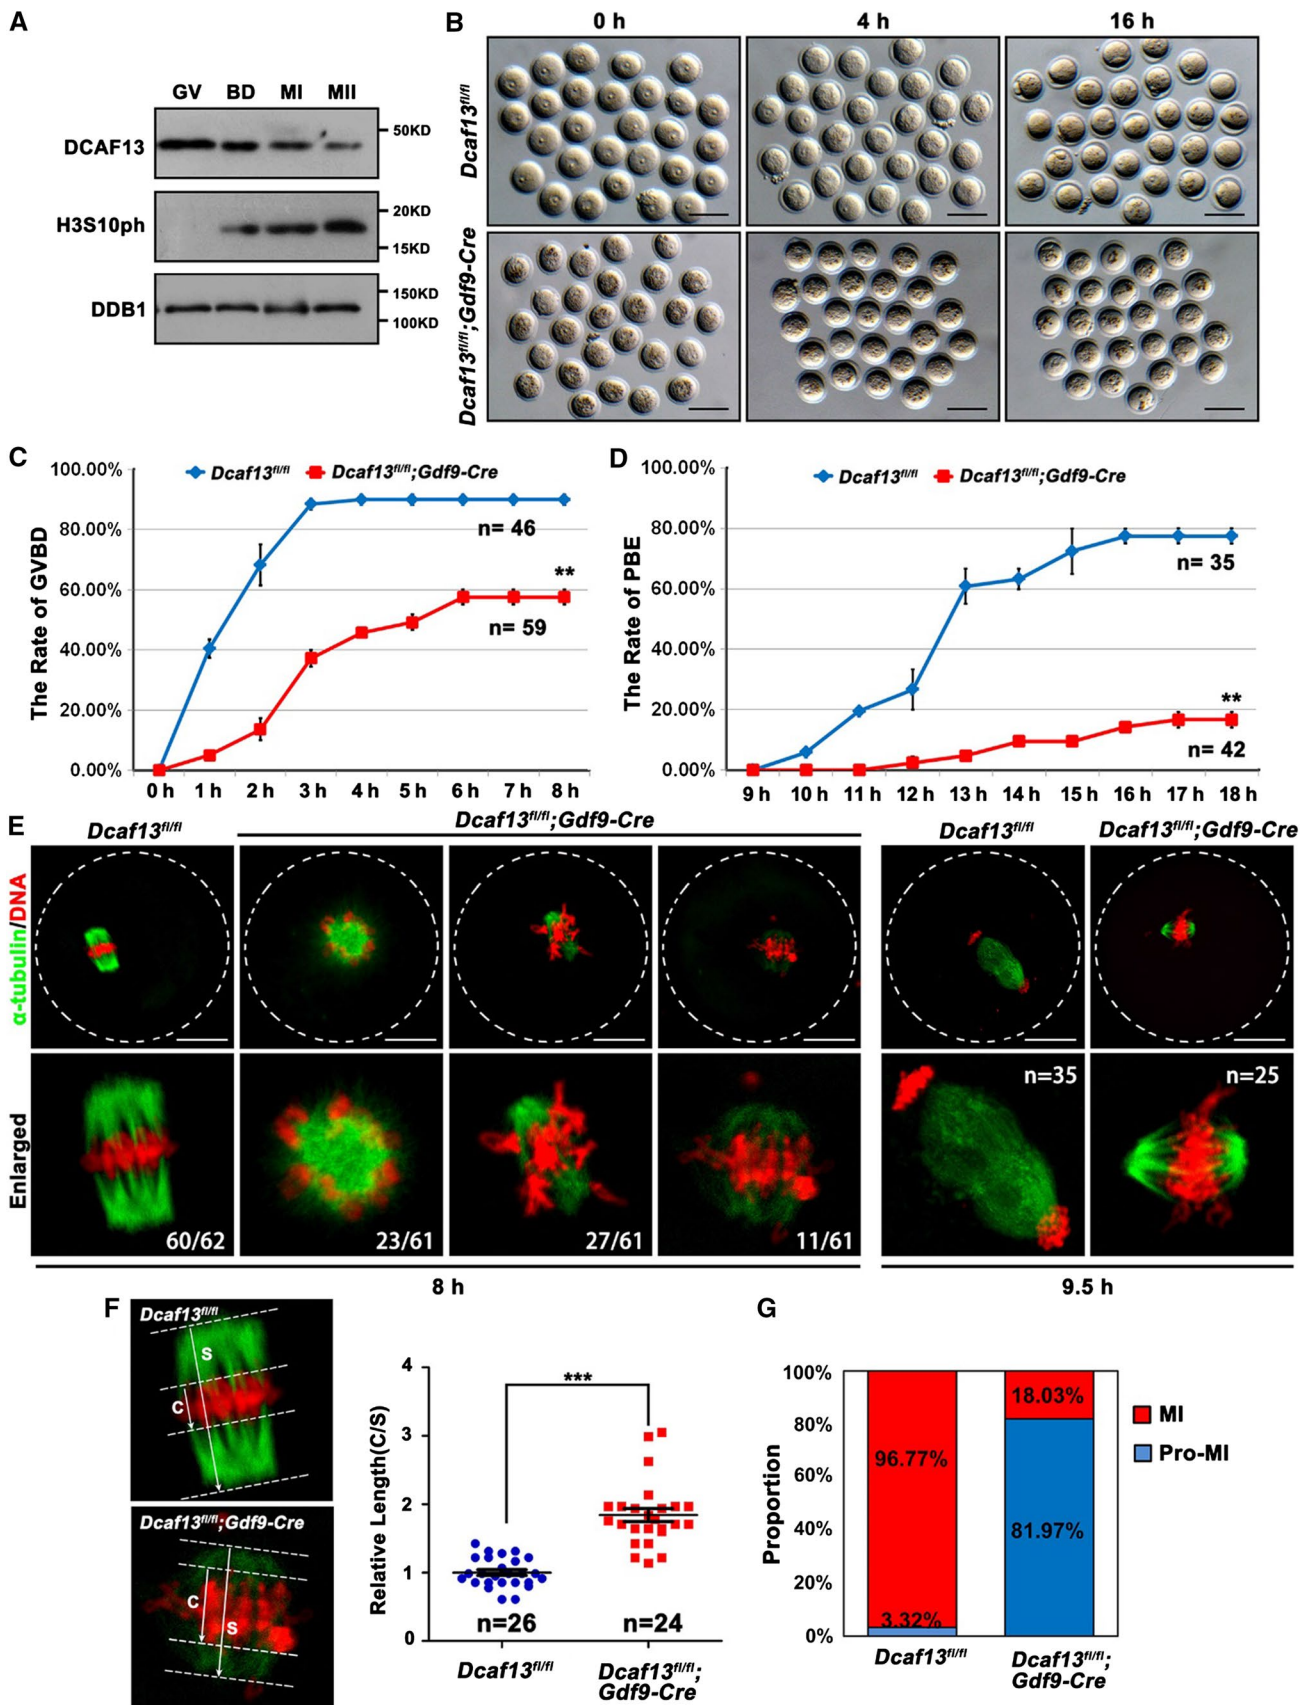 A
GV BD MI MII
DCAF13
50KD
H3S10ph
20KD
15KD
DDB1
150KD
100KD
B
0 h 4 h 16 h
Dcaf13fl/fl
Dcaf13fl/fl;Gdf9-Cre
C
Dcaf13fl/fl Dcaf13fl/fl;Gdf9-Cre
The Rate of GVBD
100.00%
80.00%
60.00%
40.00%
20.00%
0.00%
n= 46
**
n= 59
0 h 1 h 2 h 3 h 4 h 5 h 6 h 7 h 8 h
D
Dcaf13fl/fl Dcaf13fl/fl;Gdf9-Cre
The Rate of PBE
100.00%
80.00%
60.00%
40.00%
20.00%
0.00%
n= 35
**
n= 42
9 h 10 h 11 h 12 h 13 h 14 h 15 h 16 h 17 h 18 h
E
Dcaf13fl/fl Dcaf13fl/fl;Gdf9-Cre Dcaf13fl/fl Dcaf13fl/fl;Gdf9-Cre
α-tubulin/DNA
Enlarged
60/62 23/61 27/61 11/61 n=35 n=25
8 h 9.5 h
F
Dcaf13fl/fl
S
C
Dcaf13fl/fl;Gdf9-Cre
C
S
Relative Length(C/S)
4
3
2
1
0
***
n=26 n=24
Dcaf13fl/fl Dcaf13fl/fl;
Gdf9-Cre
G
Proportion
100%
80%
60%
40%
20%
0%
96.77%
3.32%
18.03%
81.97%
MI
Pro-MI
Dcaf13fl/fl Dcaf13fl/fl;
Gdf9-Cre